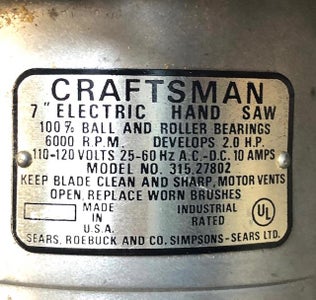 CRAFTSMAN
7" ELECTRIC HAND SAW
100% BALL AND ROLLER BEARINGS
6000 R.P.M. DEVELOPS 2.0 H.P.
110-120 VOLTS 25-60 Hz A.C.-D.C. 10 AMPS
MODEL NO. 315.27802
KEEP BLADE CLEAN AND SHARP, MOTOR VENTS
OPEN, REPLACE WORN BRUSHES
MADE IN U.S.A.
INDUSTRIAL RATED
UL
SEARS, ROEBUCK AND CO. SIMPSONS-SEARS LTD.